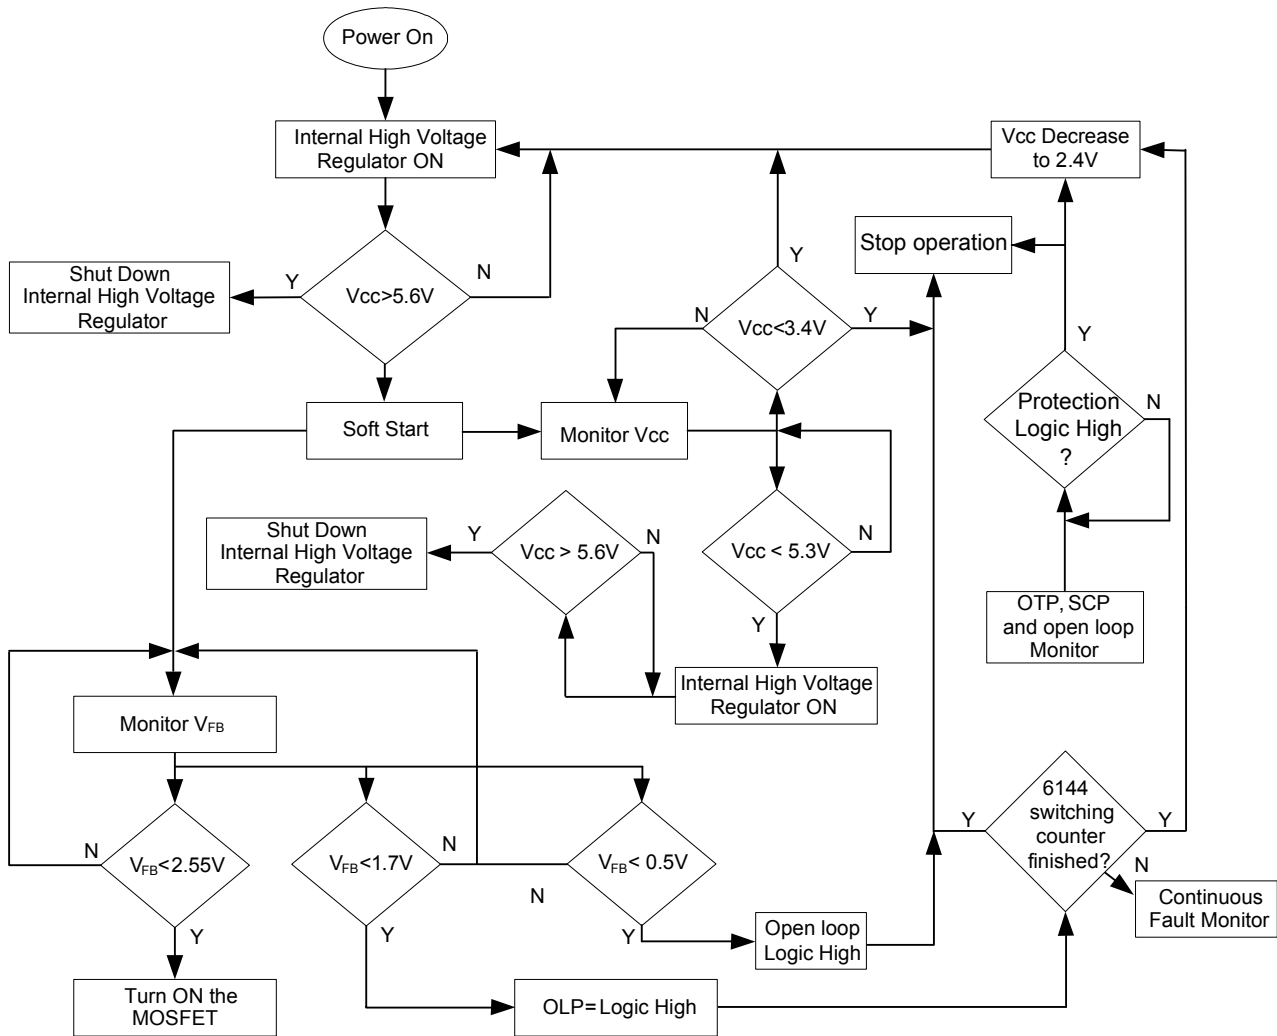 Power On
Internal High Voltage
Regulator ON
Vcc Decrease
to 2.4V
Stop operation
Shut Down
Internal High Voltage
Regulator
Y
Vcc>5.6V
N
Y
N
Vcc<3.4V
Y
Y
Protection
Logic High
?
N
Soft Start
Monitor Vcc
Shut Down
Internal High Voltage
Regulator
Y
Vcc > 5.6V
N
Vcc < 5.3V
N
Y
OTP, SCP
and open loop
Monitor
Internal High Voltage
Regulator ON
Monitor VFB
N
VFB<2.55V
Y
VFB<1.7V
N
Y
VFB< 0.5V
N
Y
Y
6144
switching
counter
finished?
Y
N
Continuous
Fault Monitor
Open loop
Logic High
Turn ON the
MOSFET
OLP=Logic High